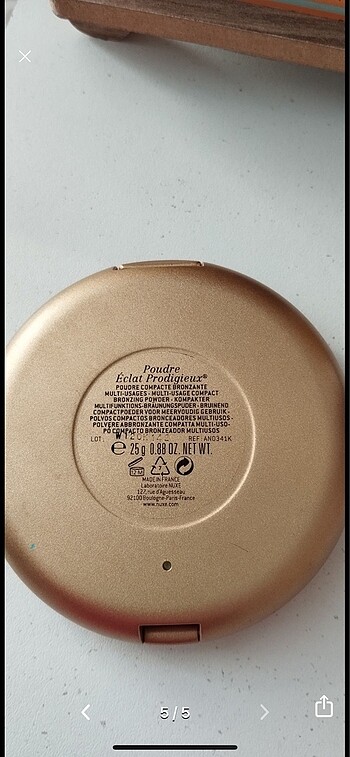 Poudre
Éclat Prodigieux®
POUDRE COMPACTE BRONZANTE
MULTI-USAGES - MULTI-USAGE COMPACT
BRONZING POWDER - KOMPAKTER
MULTIFUNKTIONS-BRÄUNUNGSPUDER - BRUINEND
COMPACTPOEDER VOOR MEERVOUDIG GEBRUIK -
POLVOS COMPACTOS BRONCEADORES MULTIUSOS -
POLVERE ABBRONZANTE COMPATTA MULTI-USO -
PÓ COMPACTO BRONZEADOR MULTIUSOS
LOT. REF: AN0341K
e 25g 0.88 OZ. NET WT.
MADE IN FRANCE
Laboratoire NUXE
127, rue d'Aguesseau
92100 Boulogne-Paris-France
www.nuxe.com
5/5